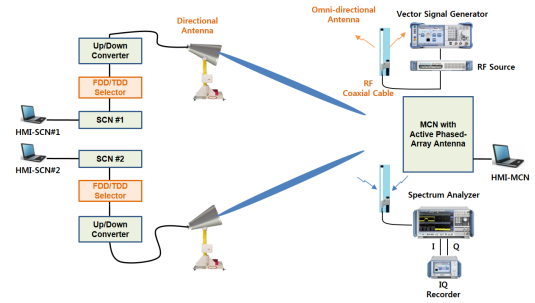 Directional
Antenna
Omni-directional
Antenna
Vector Signal Generator
Up/Down
Converter
RF Source
FDD/TDD
Selector
RF
Coaxial Cable
SCN #1
HMI-SCN#1
MCN with
Active Phased-
Array Antenna
SCN #2
HMI-SCN#2
HMI-MCN
FDD/TDD
Selector
Spectrum Analyzer
Up/Down
Converter
I
Q
IQ
Recorder